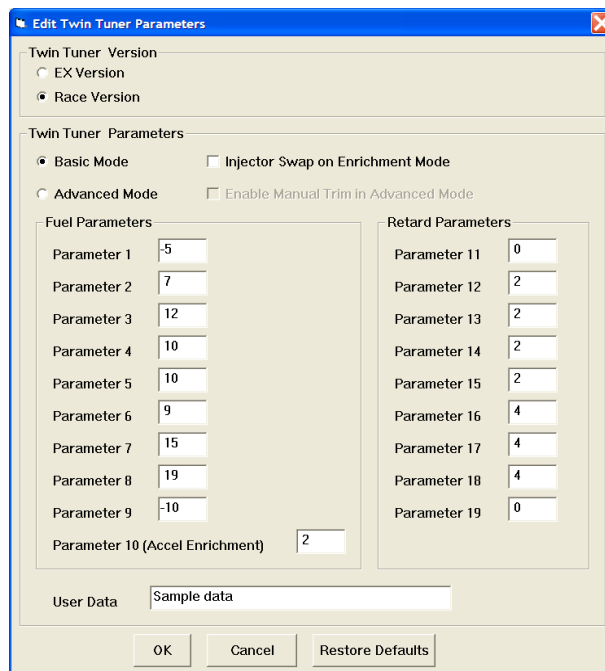 Edit Twin Tuner Parameters
Twin Tuner Version
EX Version
Race Version
Twin Tuner Parameters
Basic Mode
Injector Swap on Enrichment Mode
Advanced Mode
Enable Manual Trim in Advanced Mode
Fuel Parameters
Parameter 1 -5
Parameter 2 7
Parameter 3 12
Parameter 4 10
Parameter 5 10
Parameter 6 9
Parameter 7 15
Parameter 8 19
Parameter 9 -10
Parameter 10 (Accel Enrichment) 2
Retard Parameters
Parameter 11 0
Parameter 12 2
Parameter 13 2
Parameter 14 2
Parameter 15 2
Parameter 16 4
Parameter 17 4
Parameter 18 4
Parameter 19 0
User Data Sample data
OK Cancel Restore Defaults